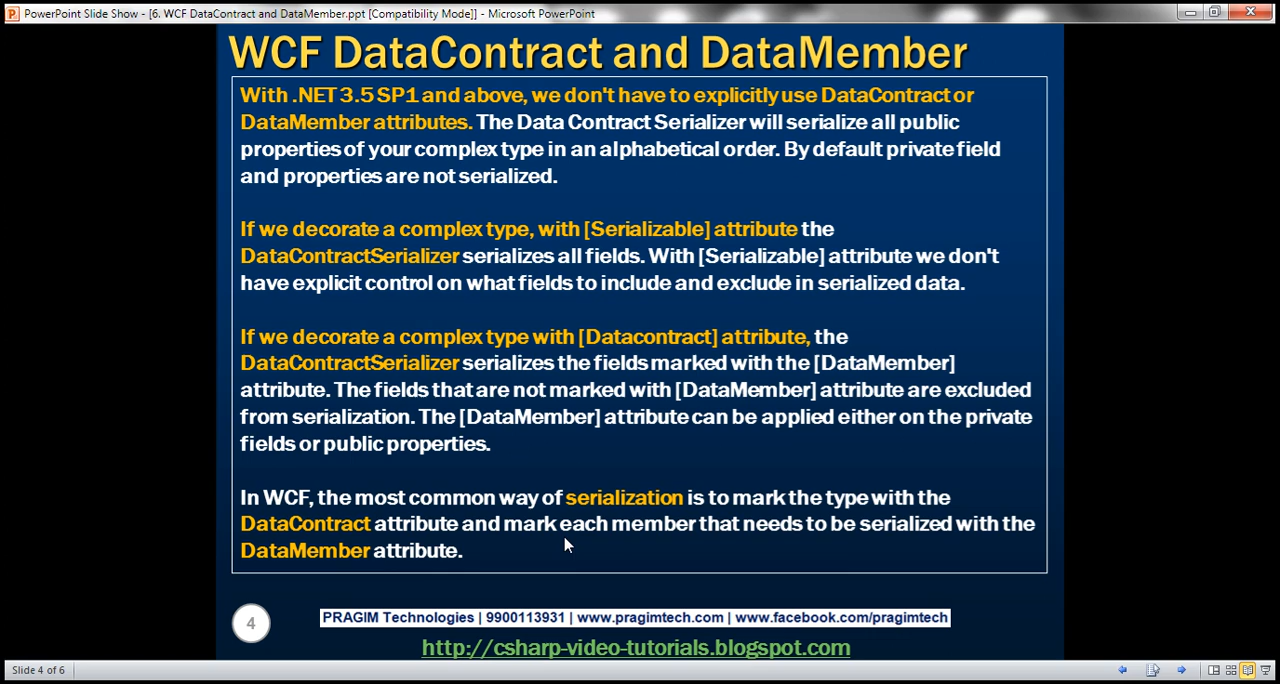 PowerPoint Slide Show - [6. WCF DataContract and DataMember.ppt [Compatibility Mode]] - Microsoft PowerPoint
WCF DataContract and DataMember
With .NET 3.5 SP1 and above, we don't have to explicitly use DataContract or
DataMember attributes. The Data Contract Serializer will serialize all public
properties of your complex type in an alphabetical order. By default private field
and properties are not serialized.
If we decorate a complex type, with [Serializable] attribute the
DataContractSerializer serializes all fields. With [Serializable] attribute we don't
have explicit control on what fields to include and exclude in serialized data.
If we decorate a complex type with [Datacontract] attribute, the
DataContractSerializer serializes the fields marked with the [DataMember]
attribute. The fields that are not marked with [DataMember] attribute are excluded
from serialization. The [DataMember] attribute can be applied either on the private
fields or public properties.
In WCF, the most common way of serialization is to mark the type with the
DataContract attribute and mark each member that needs to be serialized with the
DataMember attribute.
4
PRAGIM Technologies | 9900113931 | www.pragimtech.com | www.facebook.com/pragimtech
http://csharp-video-tutorials.blogspot.com
Slide 4 of 6